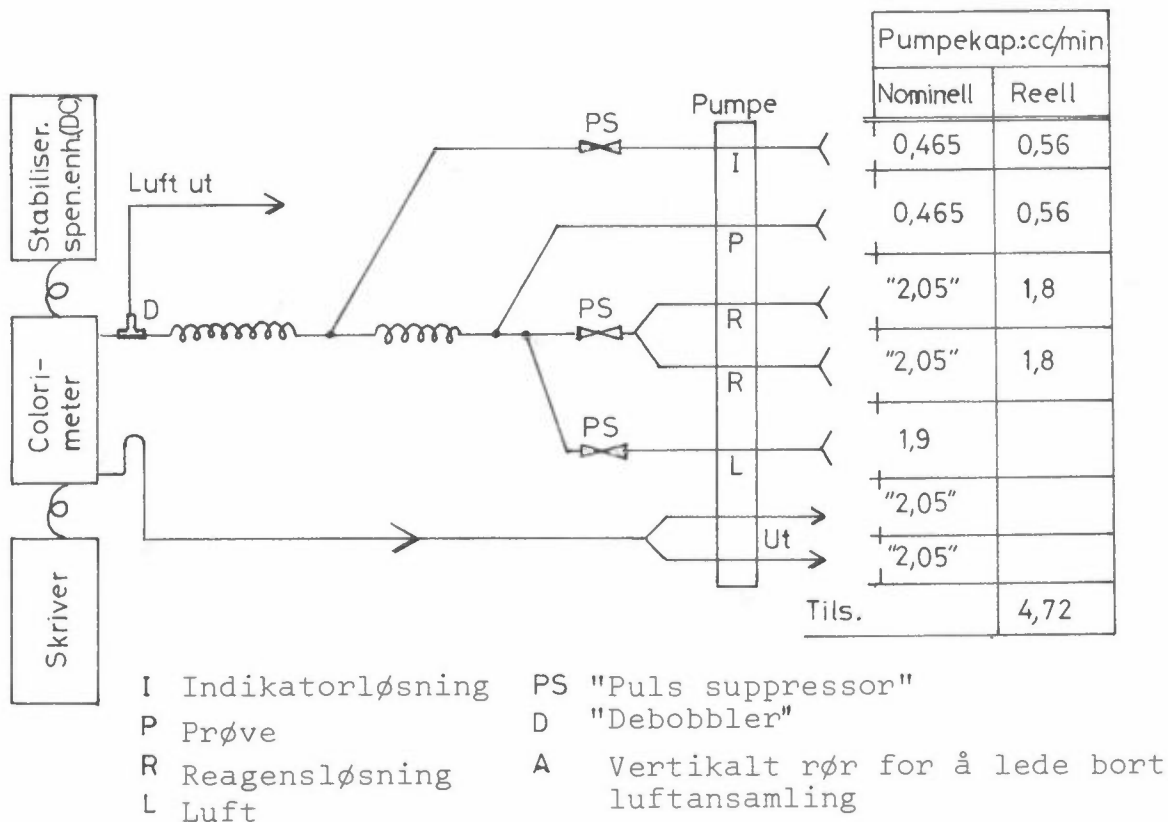 Pumpekap.:cc/min
Nominell Reell
0,465 0,56
0,465 0,56
"2,05" 1,8
"2,05" 1,8
1,9
"2,05"
"2,05"
Tils. 4,72
Stabiliser.
spen.enh.(DC)
Colori-
meter
Skriver
Luft ut
D
PS
PS
PS
Pumpe
I
P
R
R
L
Ut
I Indikatorløsning
P Prøve
R Reagensløsning
L Luft
PS "Puls suppressor"
D "Debobbler"
A Vertikalt rør for å lede bort
luftansamling